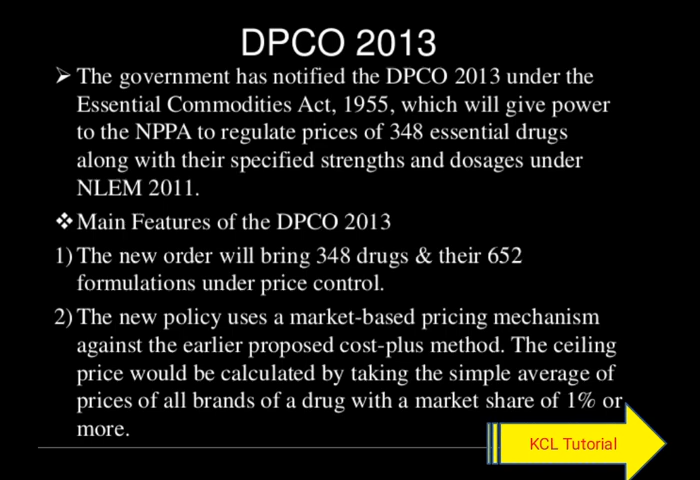 DPCO 2013
➢ The government has notified the DPCO 2013 under the
Essential Commodities Act, 1955, which will give power
to the NPPA to regulate prices of 348 essential drugs
along with their specified strengths and dosages under
NLEM 2011.
❖ Main Features of the DPCO 2013
1) The new order will bring 348 drugs & their 652
formulations under price control.
2) The new policy uses a market-based pricing mechanism
against the earlier proposed cost-plus method. The ceiling
price would be calculated by taking the simple average of
prices of all brands of a drug with a market share of 1% or
more.
KCL Tutorial